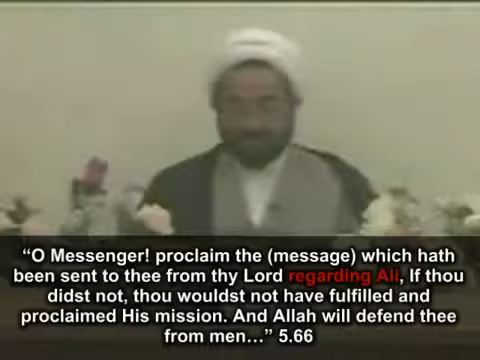 “O Messenger! proclaim the (message) which hath
been sent to thee from thy Lord regarding Ali, If thou
didst not, thou wouldst not have fulfilled and
proclaimed His mission. And Allah will defend thee
from men…” 5.66